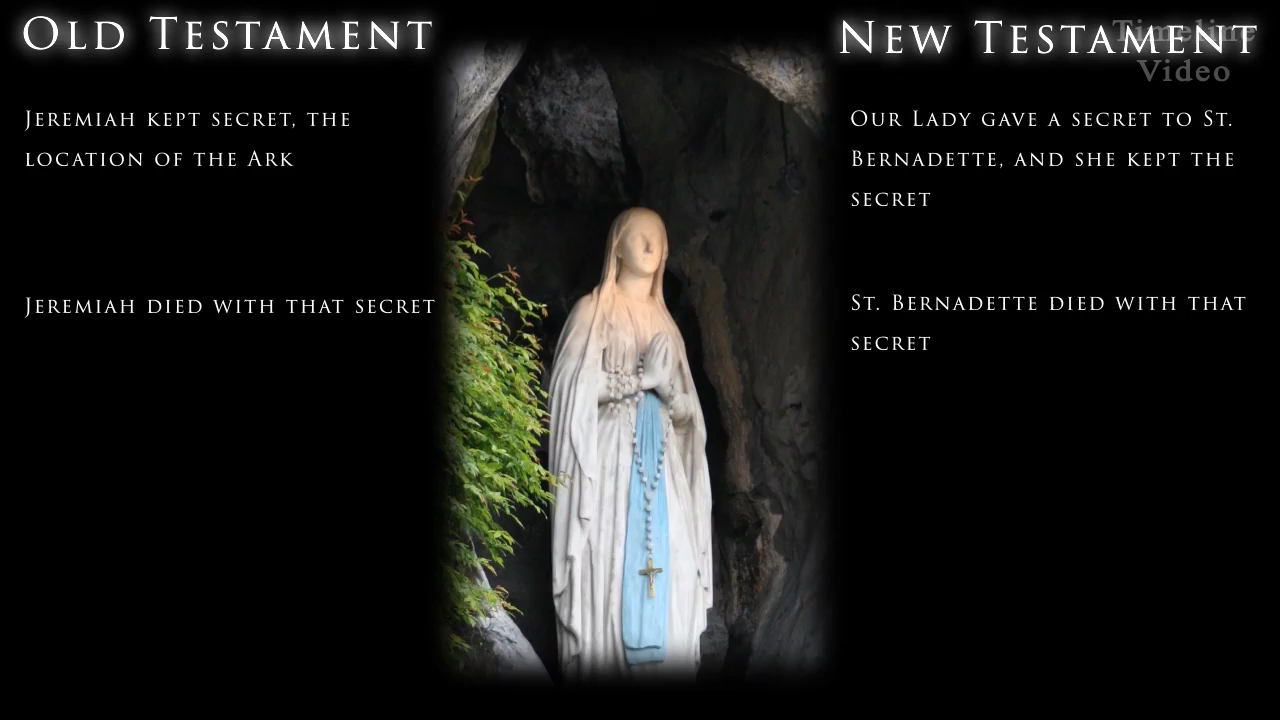 Old Testament
Jeremiah kept secret, the
location of the Ark
Jeremiah died with that secret
New Testament
Timeline
Video
Our Lady gave a secret to St.
Bernadette, and she kept the
secret
St. Bernadette died with that
secret